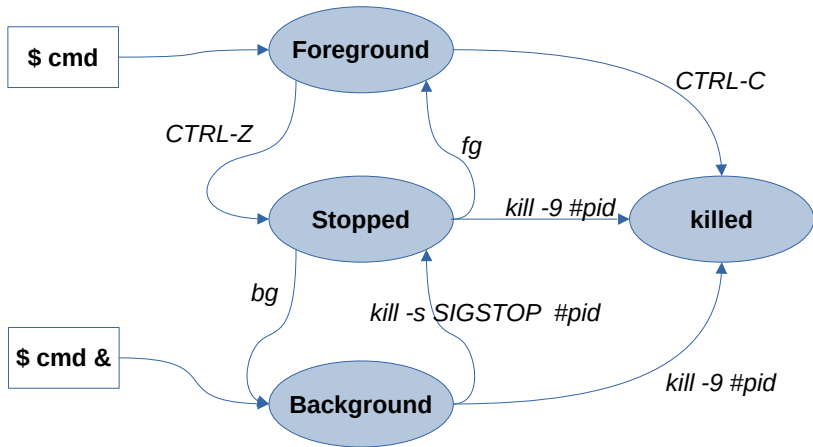 Foreground
$ cmd
CTRL-C
CTRL-Z
fg
Stopped
kill -9 #pid
killed
bg
kill -s SIGSTOP #pid
$ cmd &
kill -9 #pid
Background